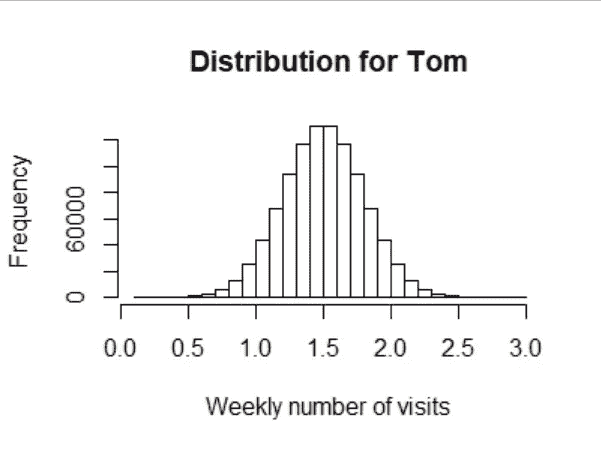 Distribution for Tom
Frequency
60000
0
0.0 0.5 1.0 1.5 2.0 2.5 3.0
Weekly number of visits